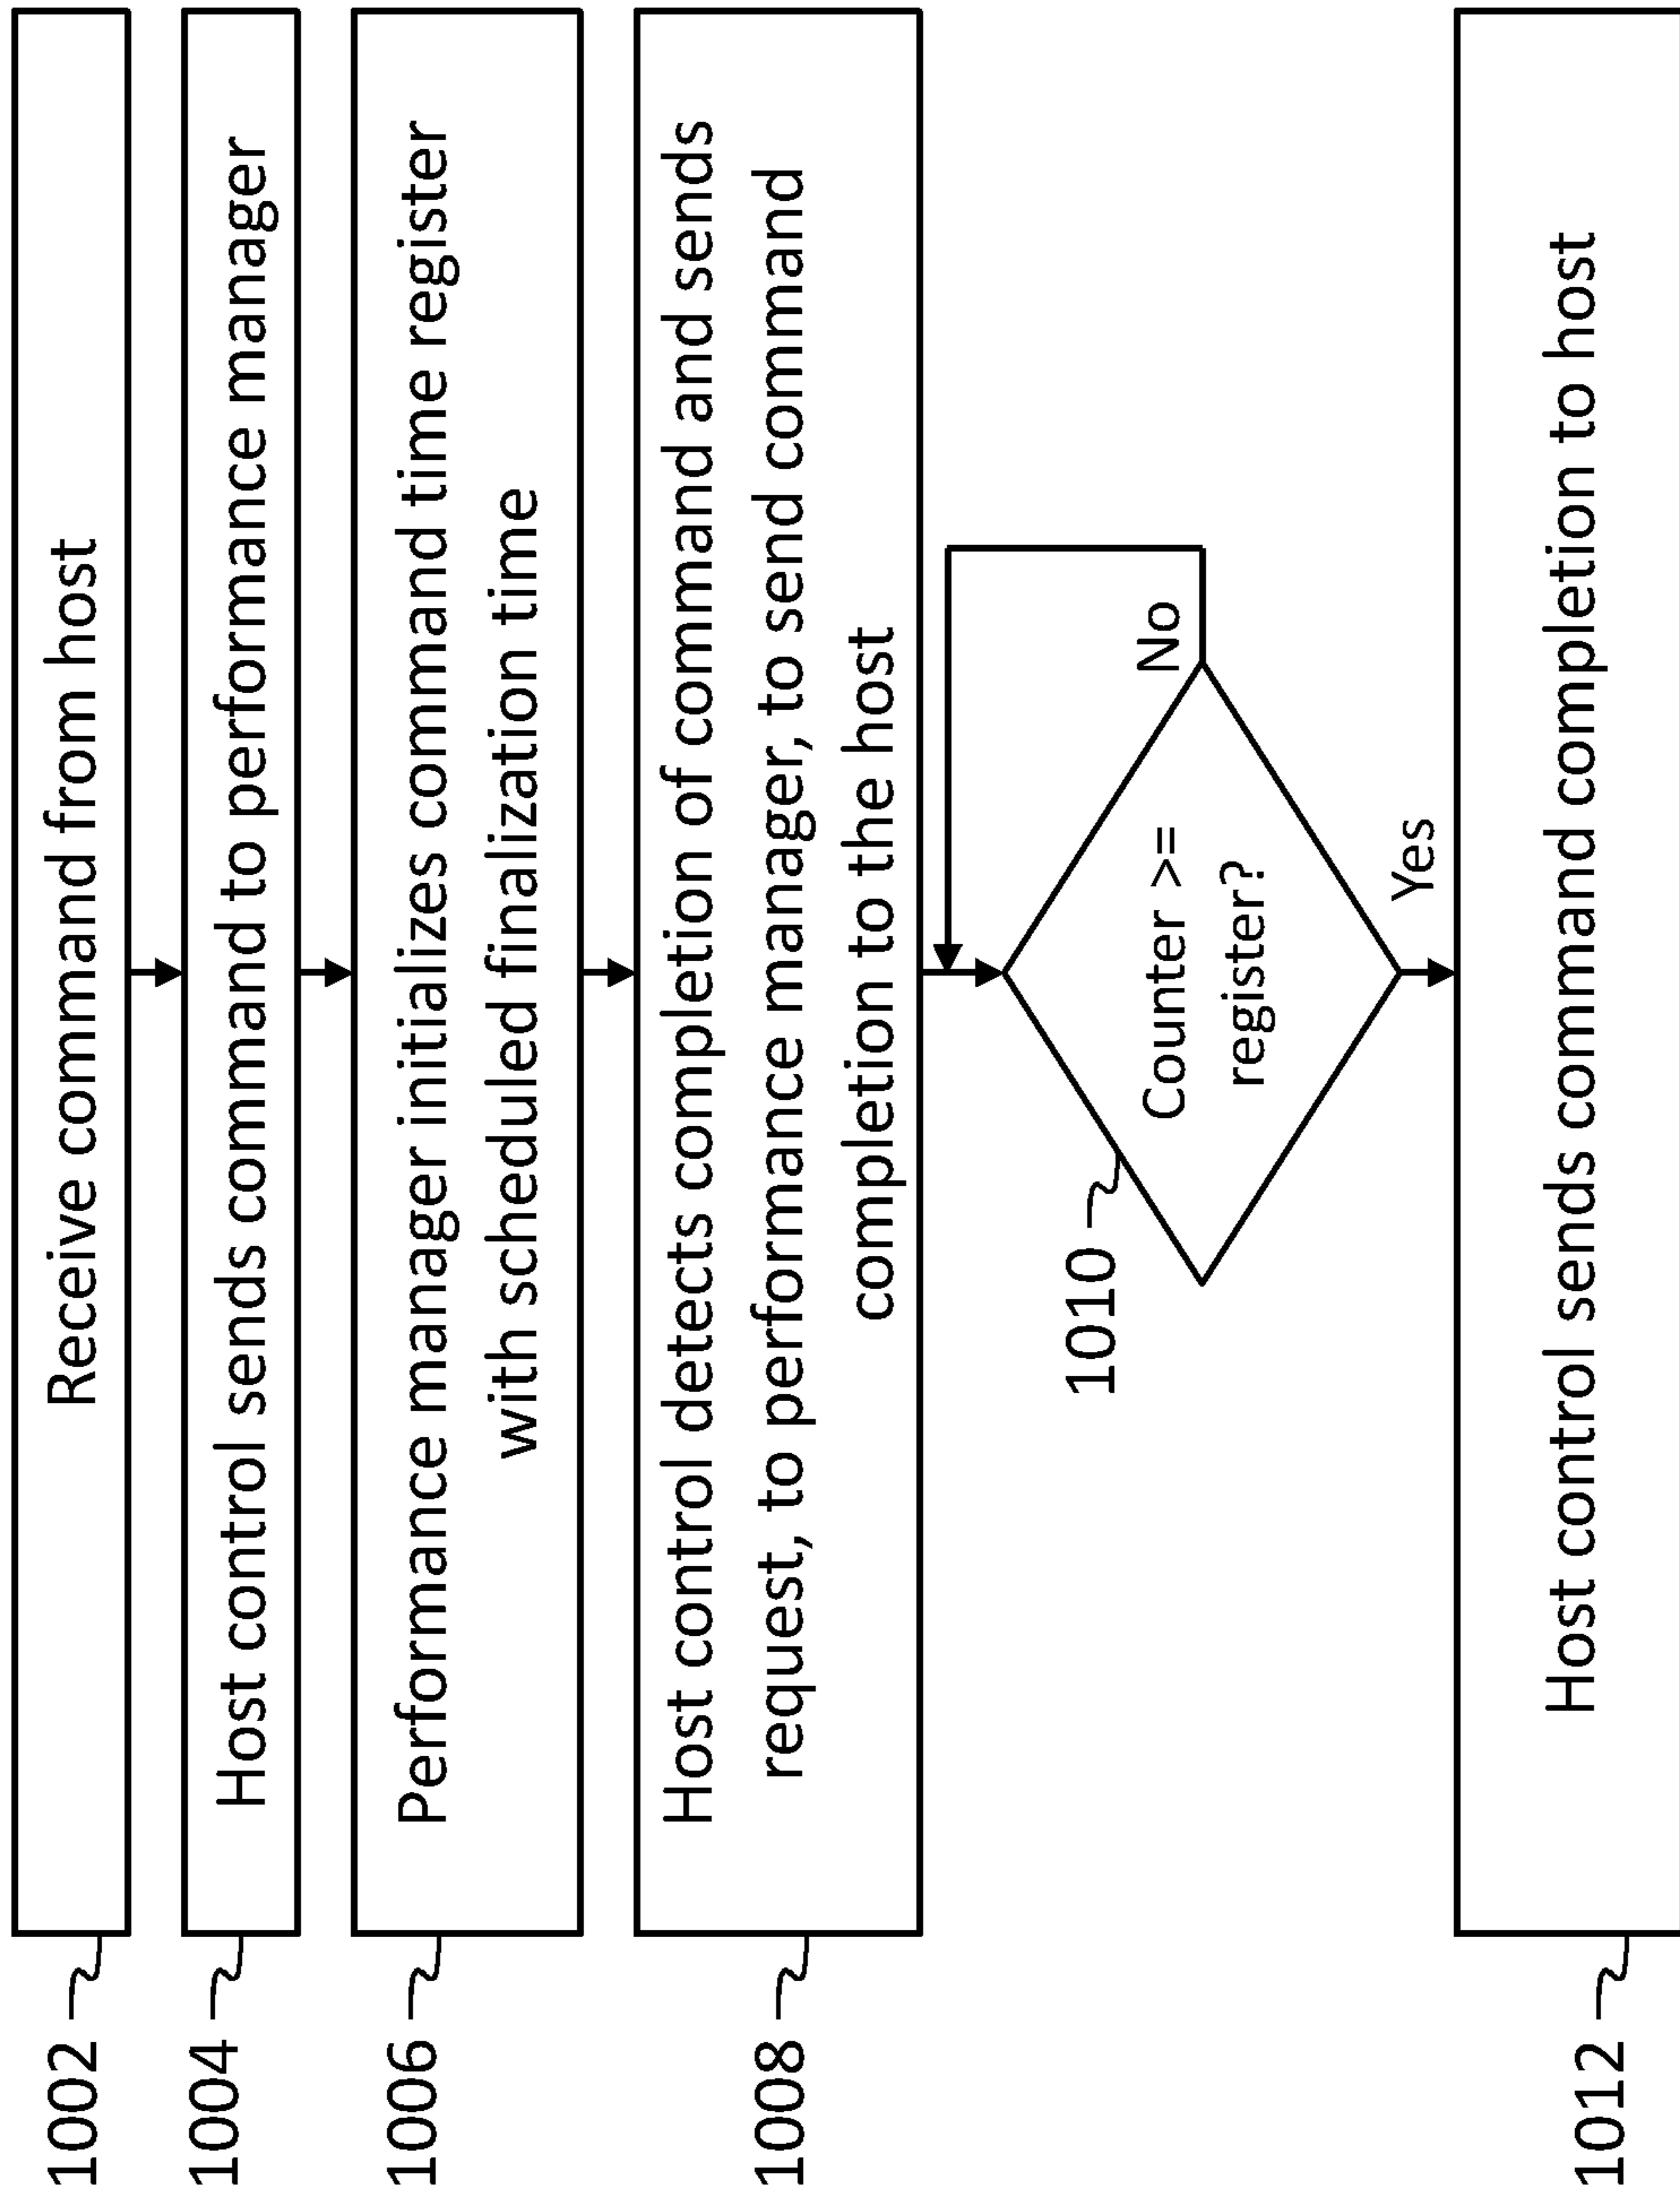 1002
Receive command from host
1004
Host control sends command to performance manager
1006
Performance manager initializes command time register
with scheduled finalization time
1008
Host control detects completion of command and sends
request, to performance manager, to send command
completion to the host
1010
Counter >=
register?
No
Yes
1012
Host control sends command completion to host